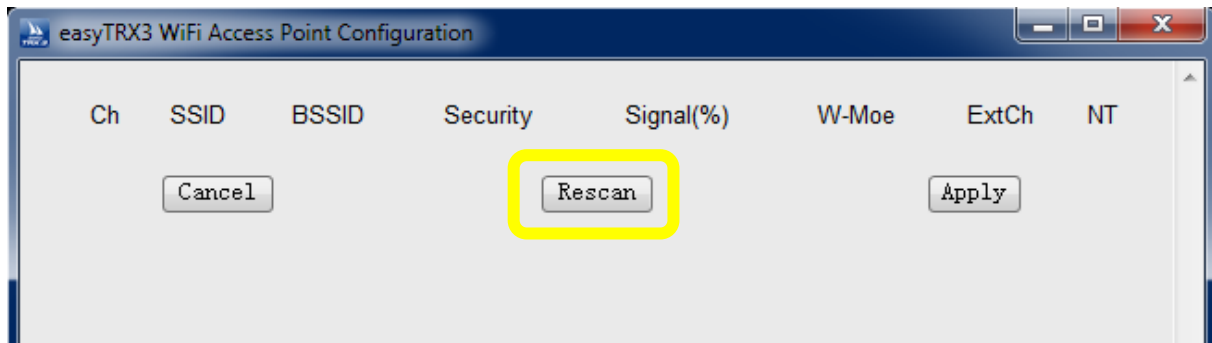 easyTRX3 WiFi Access Point Configuration
Ch SSID BSSID Security Signal(%) W-Moe ExtCh NT
Cancel Rescan Apply